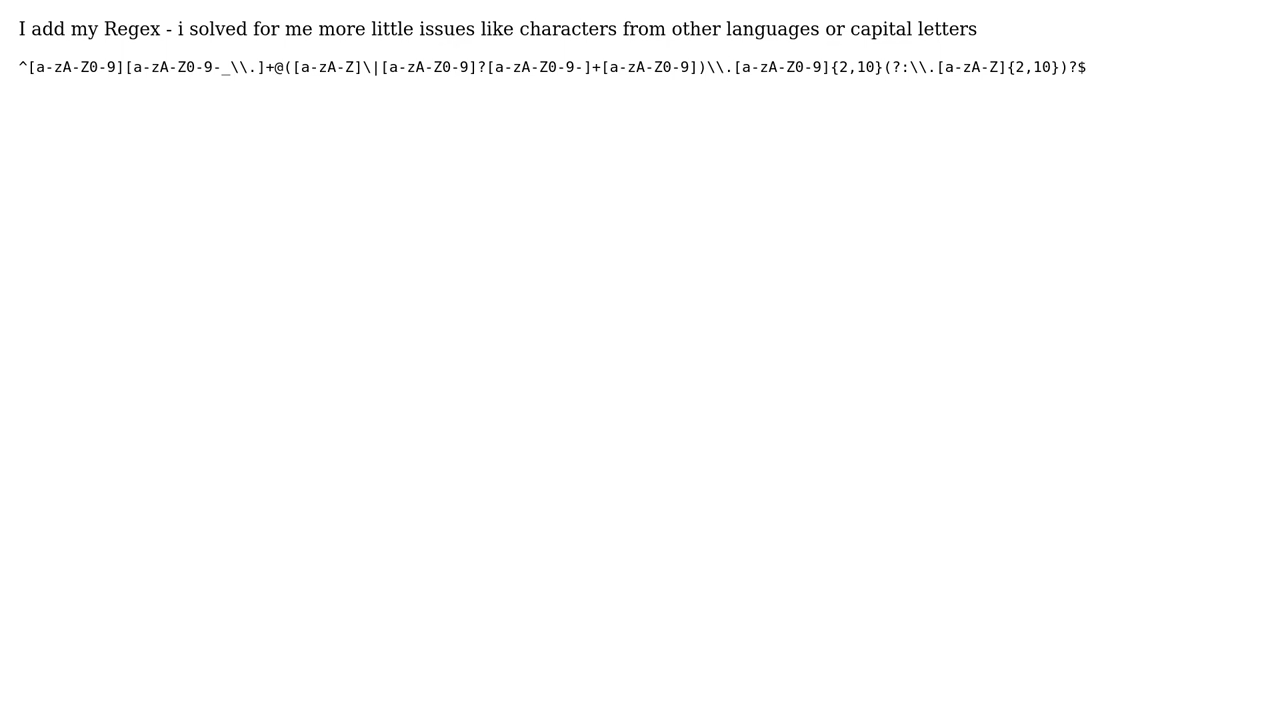 I add my Regex - i solved for me more little issues like characters from other languages or capital letters
^[a-zA-Z0-9][a-zA-Z0-9-_\\.]+@([a-zA-Z]\|[a-zA-Z0-9]?[a-zA-Z0-9-]+[a-zA-Z0-9])\\.[a-zA-Z0-9]{2,10}(?:\\.[a-zA-Z]{2,10})?$